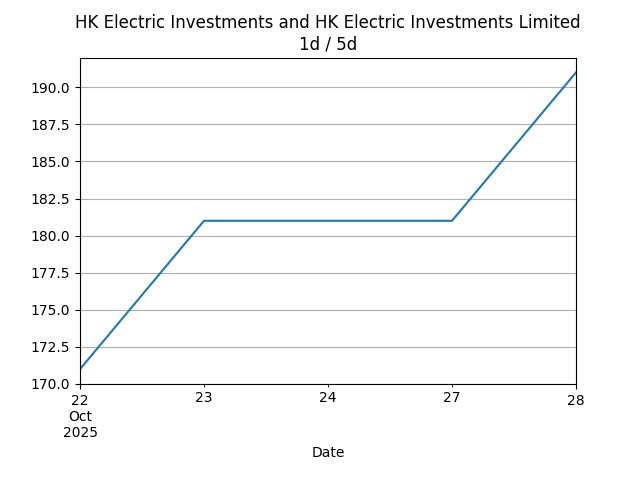 HK Electric Investments and HK Electric Investments Limited
1d / 5d
190.0
187.5
185.0
182.5
180.0
177.5
175.0
172.5
170.0
22 23 24 27 28
Oct
2025
Date